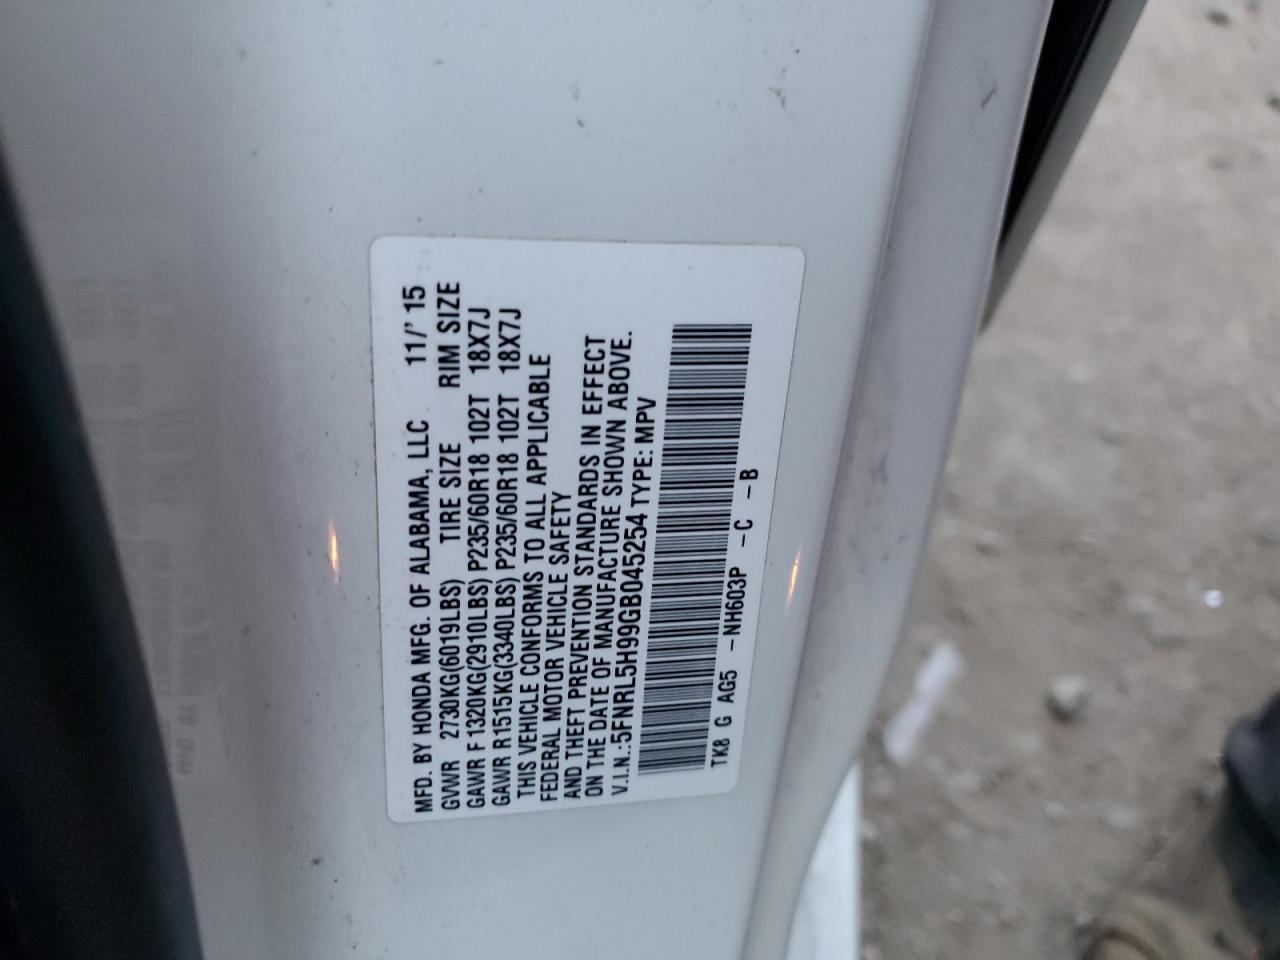 MFD. BY HONDA MFG. OF ALABAMA, LLC 11/' 15
GVWR 2730KG(6019LBS) TIRE SIZE RIM SIZE
GAWR F 1320KG(2910LBS) P235/60R18 102T 18X7J
GAWR R 1515KG(3340LBS) P235/60R18 102T 18X7J
THIS VEHICLE CONFORMS TO ALL APPLICABLE
FEDERAL MOTOR VEHICLE SAFETY
AND THEFT PREVENTION STANDARDS IN EFFECT
ON THE DATE OF MANUFACTURE SHOWN ABOVE.
V.I.N.:5FNRL5H99GB045254 TYPE: MPV
TK8 G AG5 -NH603P -C -B